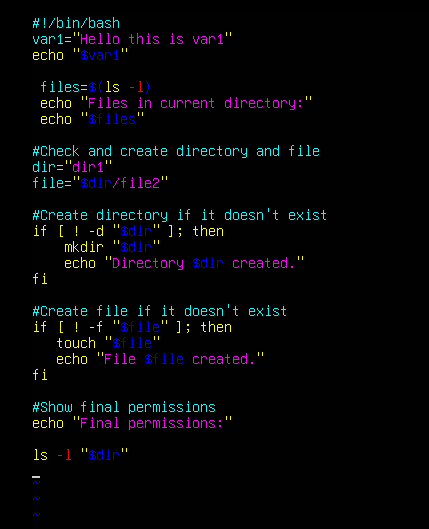 #!/bin/bash
var1="Hello this is var1"
echo "$var1"
files=$(ls -l)
echo "Files in current directory:"
echo "$files"
#Check and create directory and file
dir="dir1"
file="$dir/file2"
#Create directory if it doesn't exist
if [ ! -d "$dir" ]; then
mkdir "$dir"
echo "Directory $dir created."
fi
#Create file if it doesn't exist
if [ ! -f "$file" ]; then
touch "$file"
echo "File $file created."
fi
#Show final permissions
echo "Final permissions:"
ls -l "$dir"
~
~
~